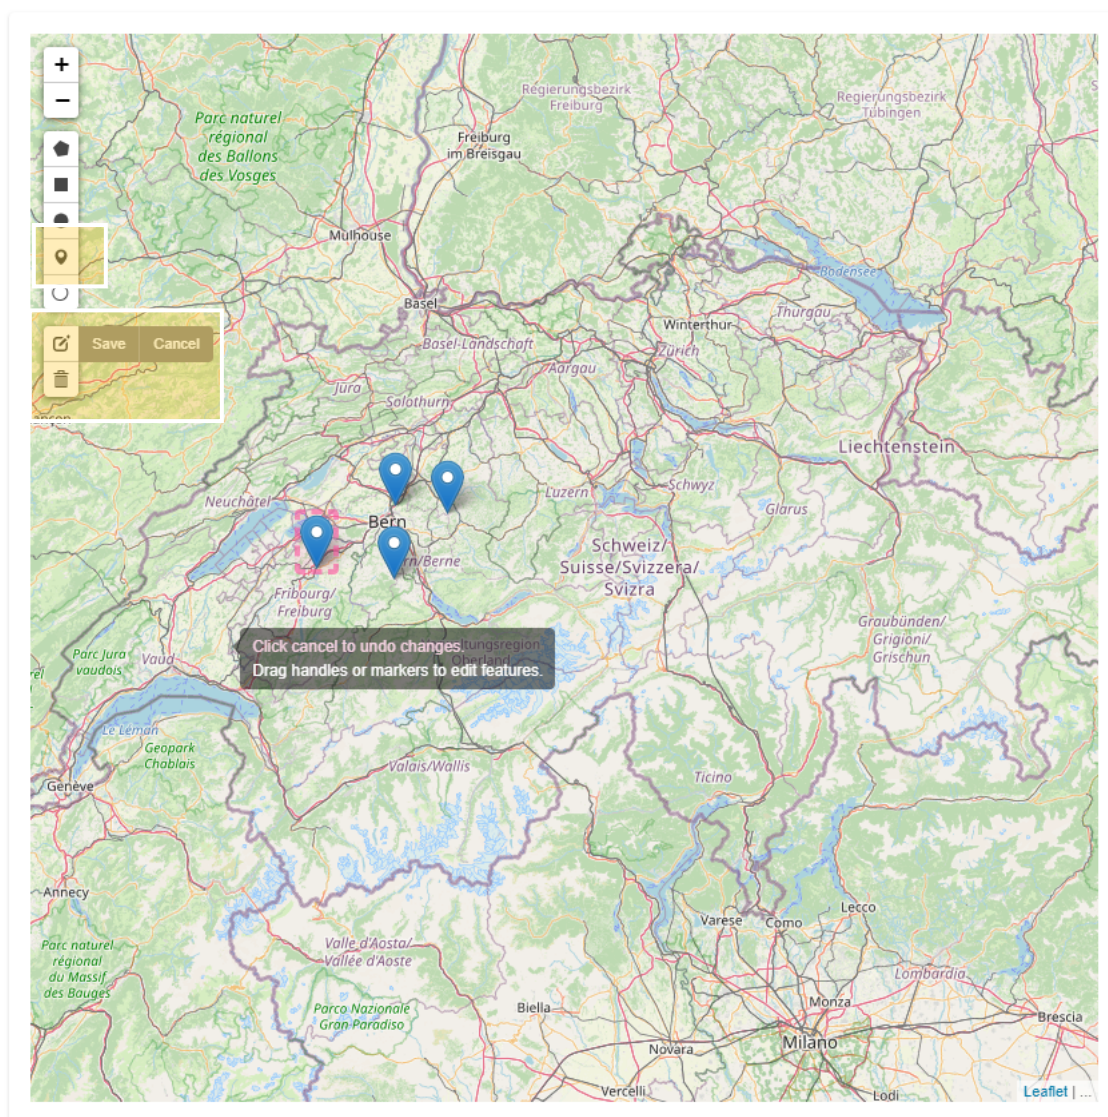 +
Regierungsbezirk
Freiburg
Regierungsbezirk
Tübingen
−
Parc naturel
régional
des Ballons
des Vosges
Freiburg
im Breisgau
Mulhouse
Bodensee
Basel
Thurgau
Winterthur
Basel-Landschaft
Zürich
Save
Cancel
Aargau
Jura
Solothurn
Liechtenstein
Schwyz
Luzern
Neuchâtel
Glarus
Bern
Schweiz/
Suisse/Svizzera/
Svizra
Fribourg/
Freiburg
Graubünden/
Grigioni/
Grischun
Click cancel to undo changes.
Drag handles or markers to edit features.
Parc Jura
vaudois
Vaud
Le Léman
Geopark
Chablais
Genève
Valais/Wallis
Ticino
Annecy
Lecco
Varese
Como
Parc naturel
régional
du Massif
des Bauges
Valle d'Aosta/
Vallée d'Aoste
Lombardia
Parco Nazionale
Gran Paradiso
Biella
Monza
Brescia
Milano
Novara
Vercelli
Lodi
Leaflet | ...